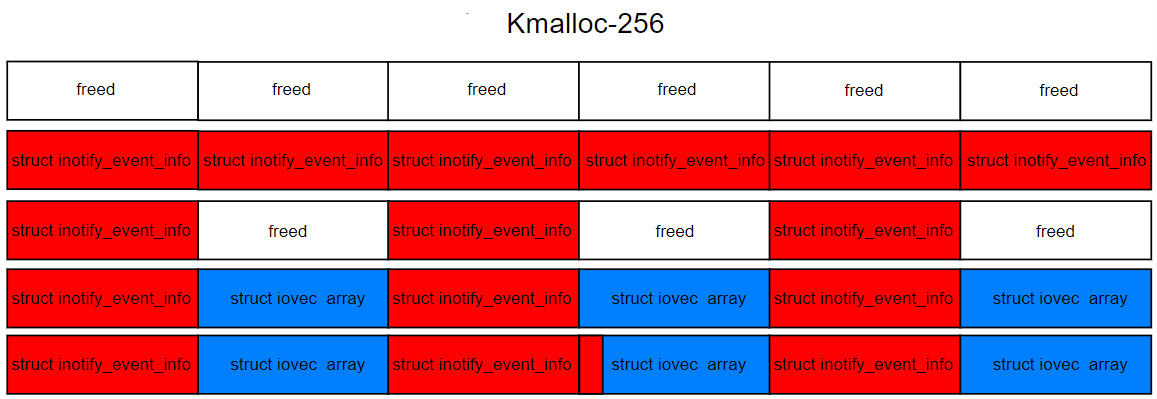 Kmalloc-256
freed freed freed freed freed freed
struct inotify_event_info struct inotify_event_info struct inotify_event_info struct inotify_event_info struct inotify_event_info struct inotify_event_info
struct inotify_event_info freed struct inotify_event_info freed struct inotify_event_info freed
struct inotify_event_info struct iovec array struct inotify_event_info struct iovec array struct inotify_event_info struct iovec array
struct inotify_event_info struct iovec array struct inotify_event_info struct iovec array struct inotify_event_info struct iovec array